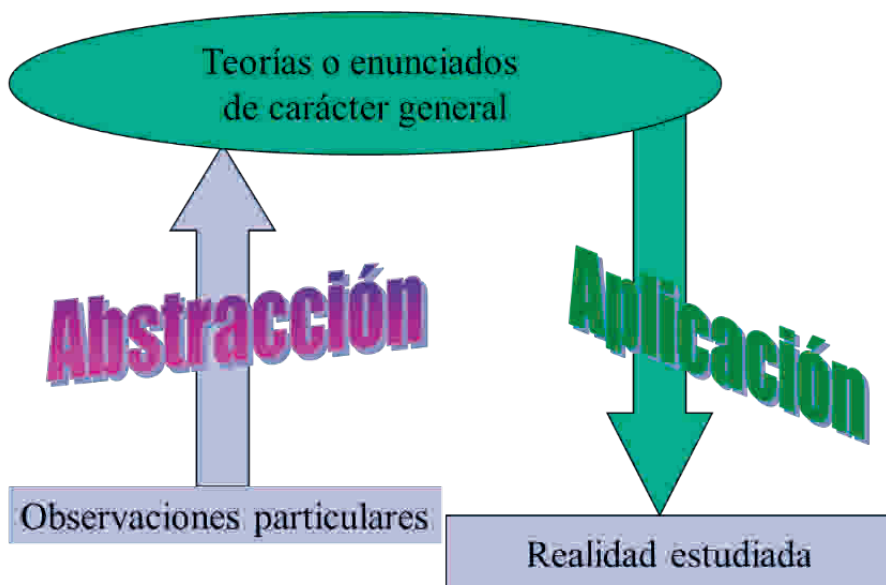 Teorías o enunciados
de carácter general
Abstracción
Aplicación
Observaciones particulares
Realidad estudiada